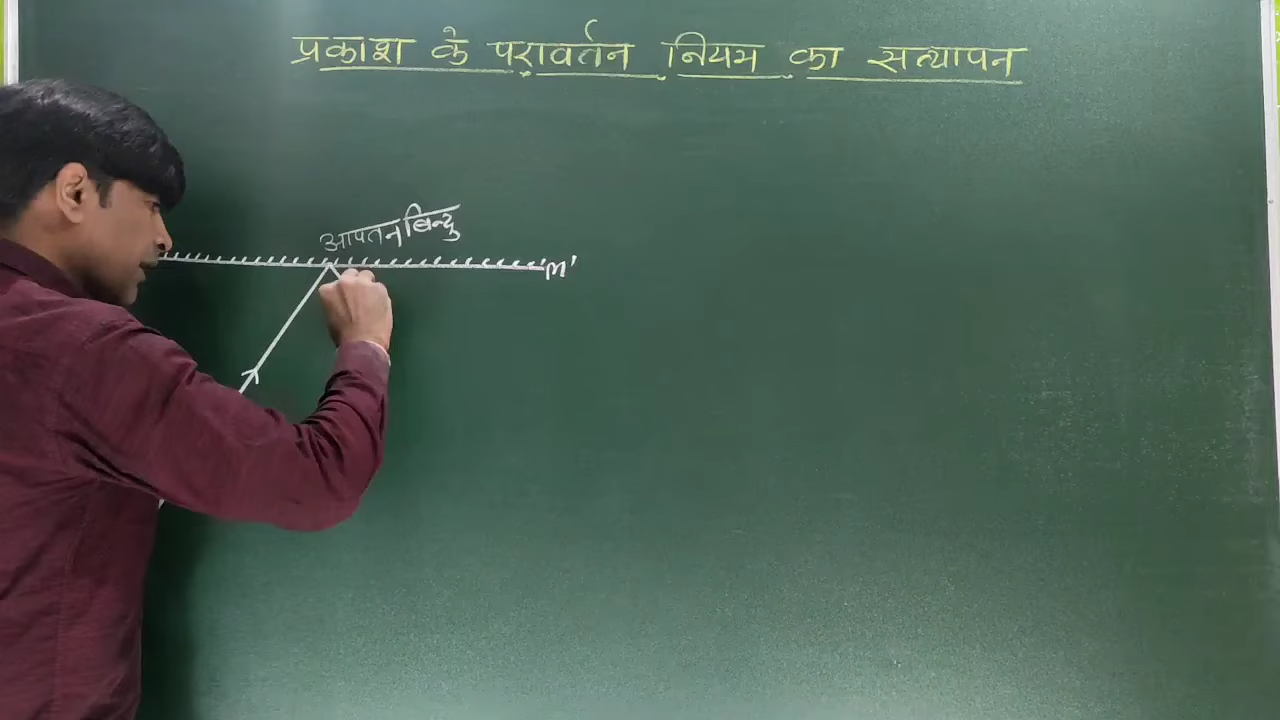 प्रकाश के परावर्तन नियम का सत्यापन
आपतन बिन्दु
M'